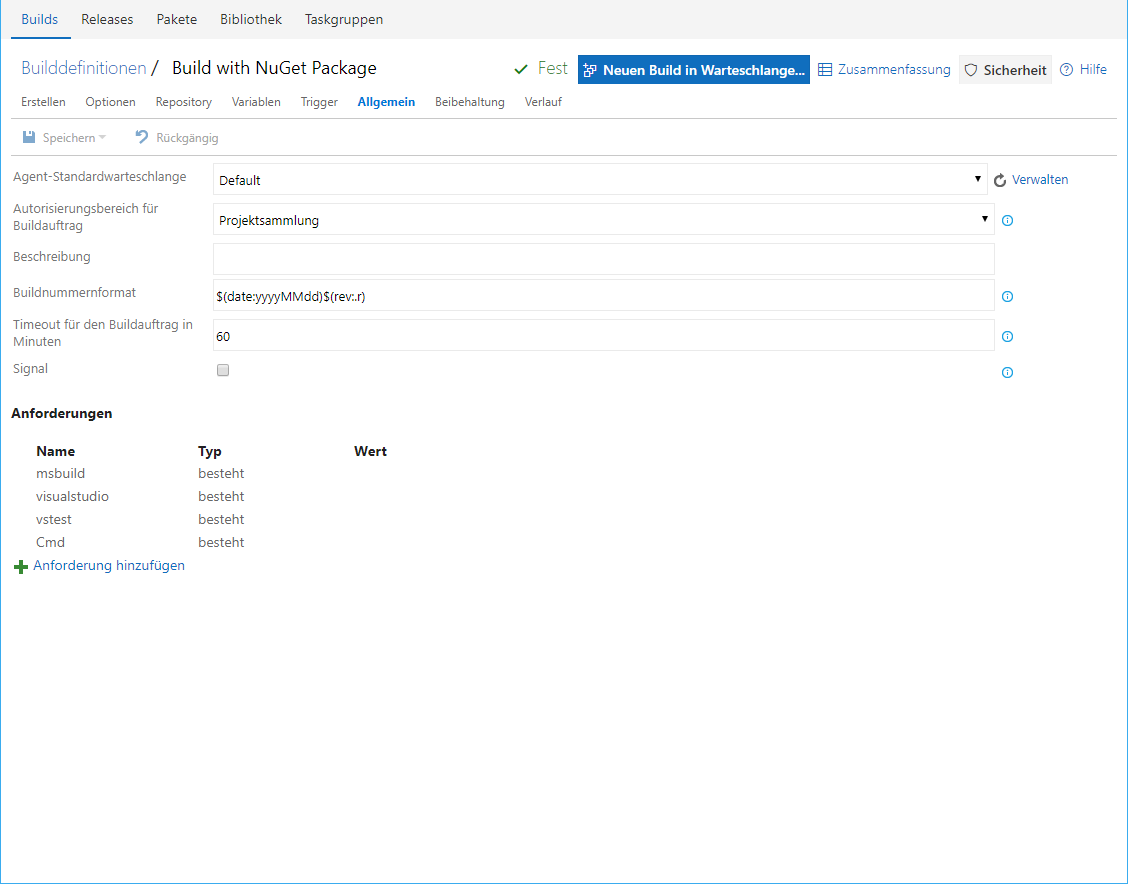 Builds Releases Pakete Bibliothek Taskgruppen
Builddefinitionen / Build with NuGet Package Fest Neuen Build in Warteschlange... Zusammenfassung Sicherheit Hilfe
Erstellen Optionen Repository Variablen Trigger Allgemein Beibehaltung Verlauf
Speichern Rückgängig
Agent-Standardwarteschlange Default Verwalten
Autorisierungsbereich für
Buildauftrag Projektsammlung
Beschreibung
Buildnummernformat $(date:yyyyMMdd)$(rev:.r)
Timeout für den Buildauftrag in
Minuten 60
Signal
Anforderungen
Name Typ Wert
msbuild besteht
visualstudio besteht
vstest besteht
Cmd besteht
Anforderung hinzufügen